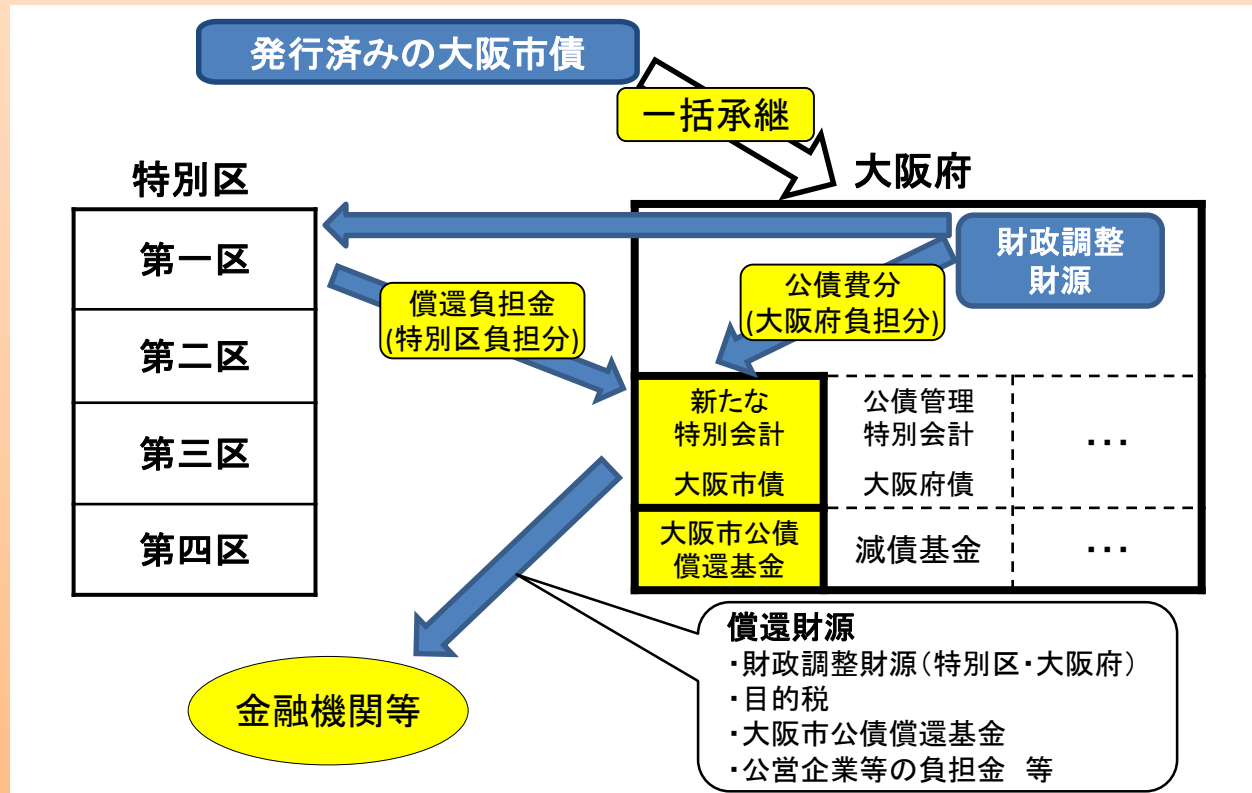 発行済みの大阪市債
一括承継
特別区
大阪府
第一区
第二区
第三区
第四区
財政調整
財源
償還負担金
(特別区負担分)
公債費分
(大阪府負担分)
新たな
特別会計
大阪市債
公債管理
特別会計
大阪府債
・・・
大阪市公債
償還基金
減債基金
・・・
償還財源
・財政調整財源(特別区・大阪府)
・目的税
・大阪市公債償還基金
・公営企業等の負担金 等
金融機関等